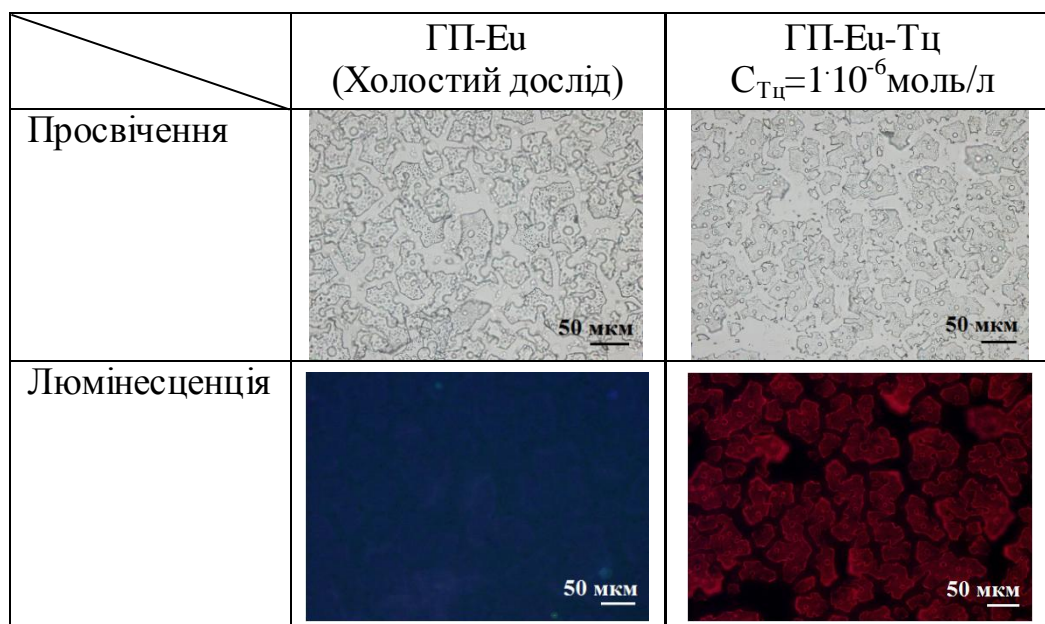 ГП-Eu
(Холостий дослід)
ГП-Eu-Тц
C_Тц=1·10⁻⁶моль/л
Просвічення
50 мкм
50 мкм
Люмінесценція
50 мкм
50 мкм